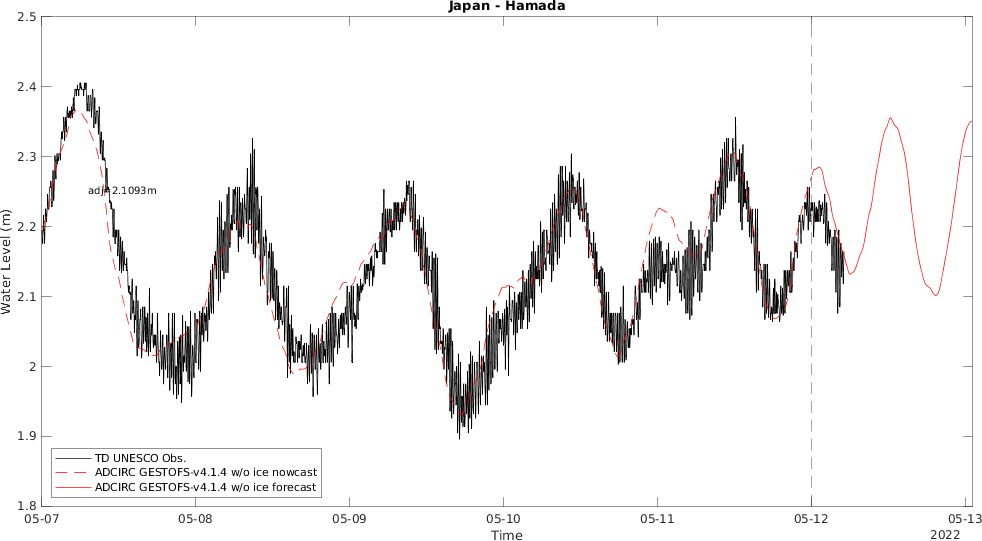 Japan - Hamada
Water Level (m)
2.5
2.4
2.3
2.2
2.1
2
1.9
1.8
adj=2.1093m
TD UNESCO Obs.
ADCIRC GESTOFS-v4.1.4 w/o ice nowcast
ADCIRC GESTOFS-v4.1.4 w/o ice forecast
05-07 05-08 05-09 05-10 05-11 05-12 05-13
Time
2022